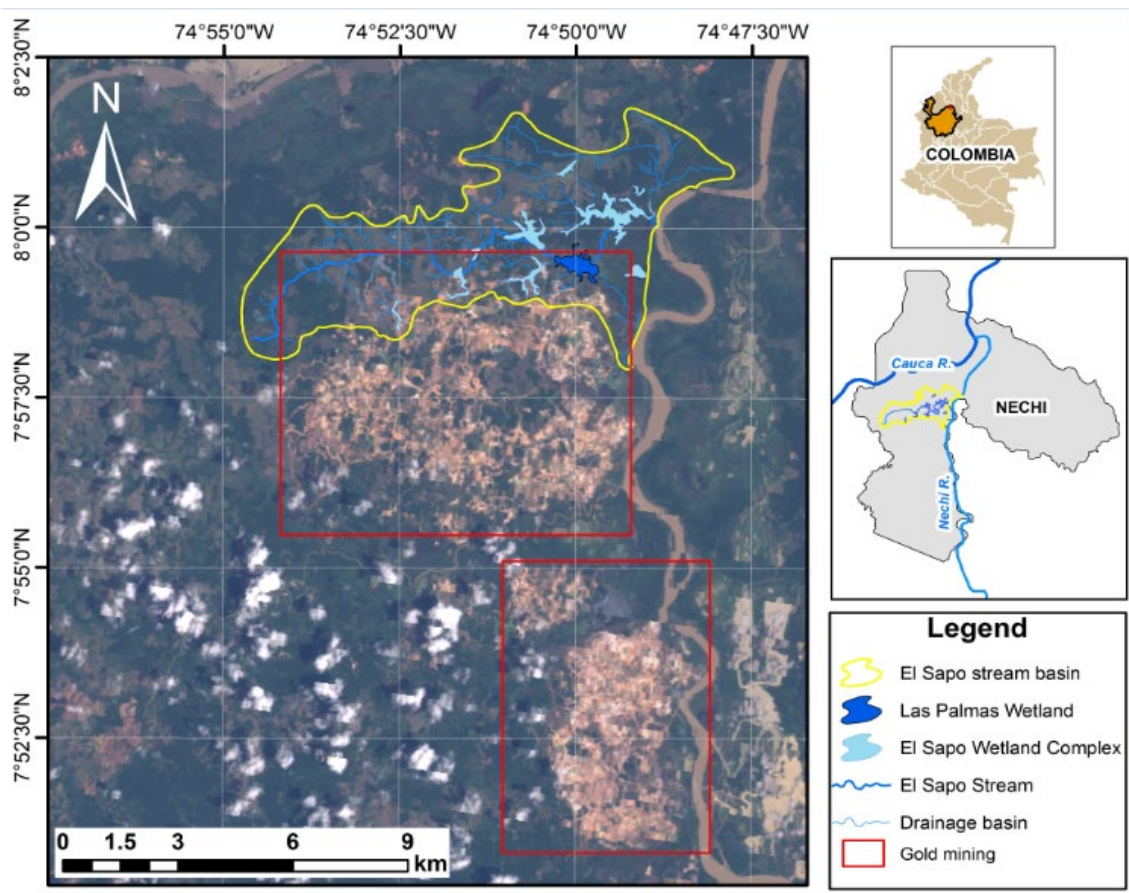 74°55'0"W 74°52'30"W 74°50'0"W 74°47'30"W
8°2'30"N
8°0'0"N
7°57'30"N
7°55'0"N
7°52'30"N
N
0 1.5 3 6 9
km
COLOMBIA
Cauca R.
NECHI
Nechi R.
Legend
El Sapo stream basin
Las Palmas Wetland
El Sapo Wetland Complex
El Sapo Stream
Drainage basin
Gold mining